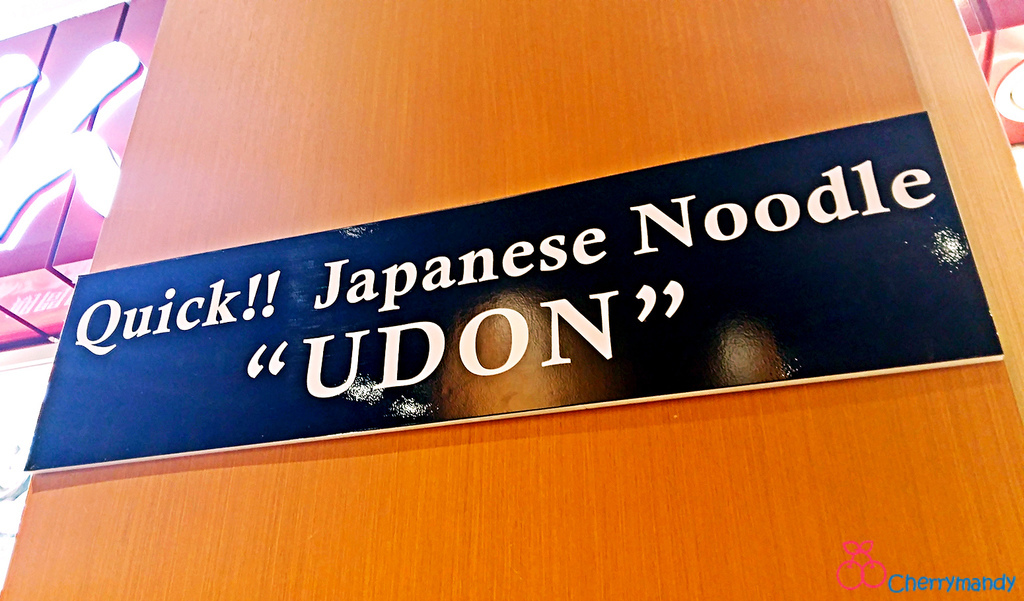 Quick!! Japanese Noodle
“UDON”
Cherrymandy